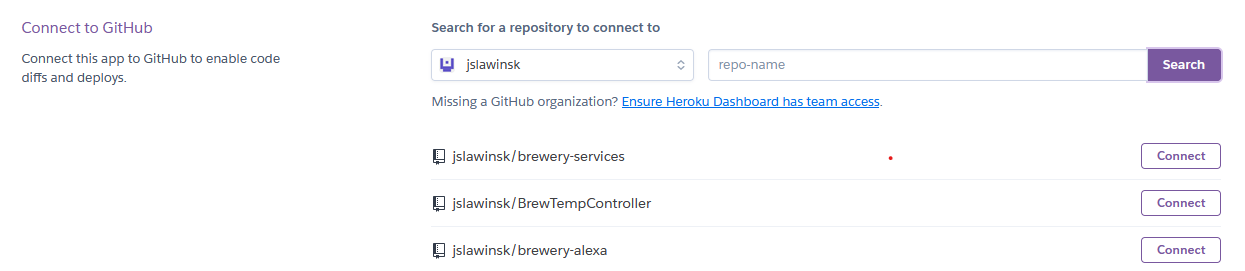 Connect to GitHub
Connect this app to GitHub to enable code
diffs and deploys.
Search for a repository to connect to
jslawinsk
repo-name
Search
Missing a GitHub organization? Ensure Heroku Dashboard has team access.
jslawinsk/brewery-services
Connect
jslawinsk/BrewTempController
Connect
jslawinsk/brewery-alexa
Connect